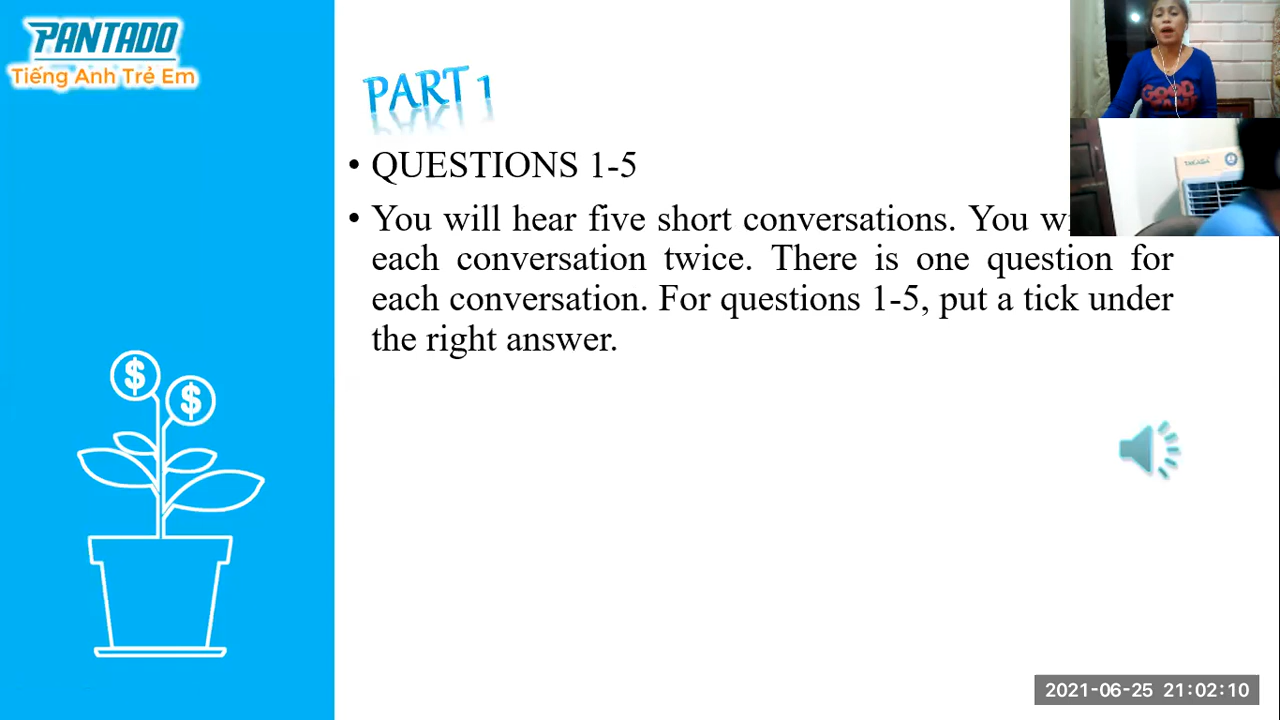 PANTADO
Tiếng Anh Trẻ Em
PART 1
• QUESTIONS 1-5
• You will hear five short conversations. You
each conversation twice. There is one question for
each conversation. For questions 1-5, put a tick under
the right answer.
$
$
GOOD
TAKASA
2021-06-25 21:02:10